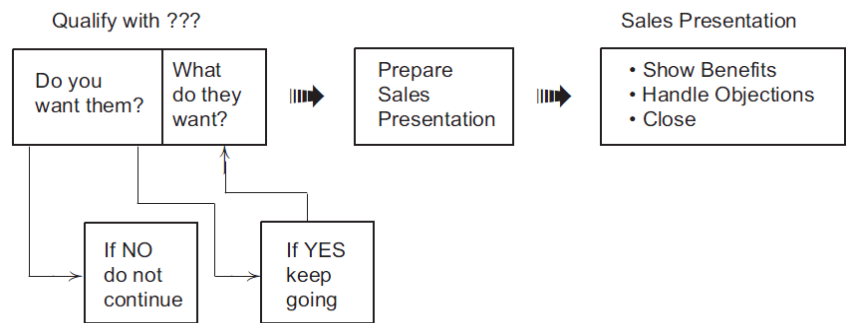 Qualify with ???
Sales Presentation
Do you
want them?
What
do they
want?
Prepare
Sales
Presentation
• Show Benefits
• Handle Objections
• Close
If NO
do not
continue
If YES
keep
going